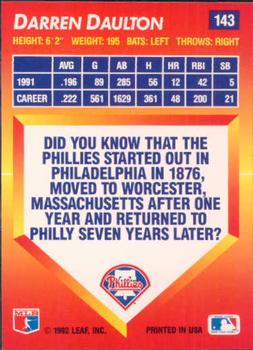 DARREN DAULTON 143
HEIGHT: 6'2" WEIGHT: 195 BATS: LEFT THROWS: RIGHT
AVG G AB H HR RBI SB
1991 .196 89 285 56 12 42 5
CAREER .222 561 1629 361 48 200 21
DID YOU KNOW THAT THE
PHILLIES STARTED OUT IN
PHILADELPHIA IN 1876,
MOVED TO WORCESTER,
MASSACHUSETTS AFTER ONE
YEAR AND RETURNED TO
PHILLY SEVEN YEARS LATER?
Phillies
© 1992 LEAF, INC. PRINTED IN USA